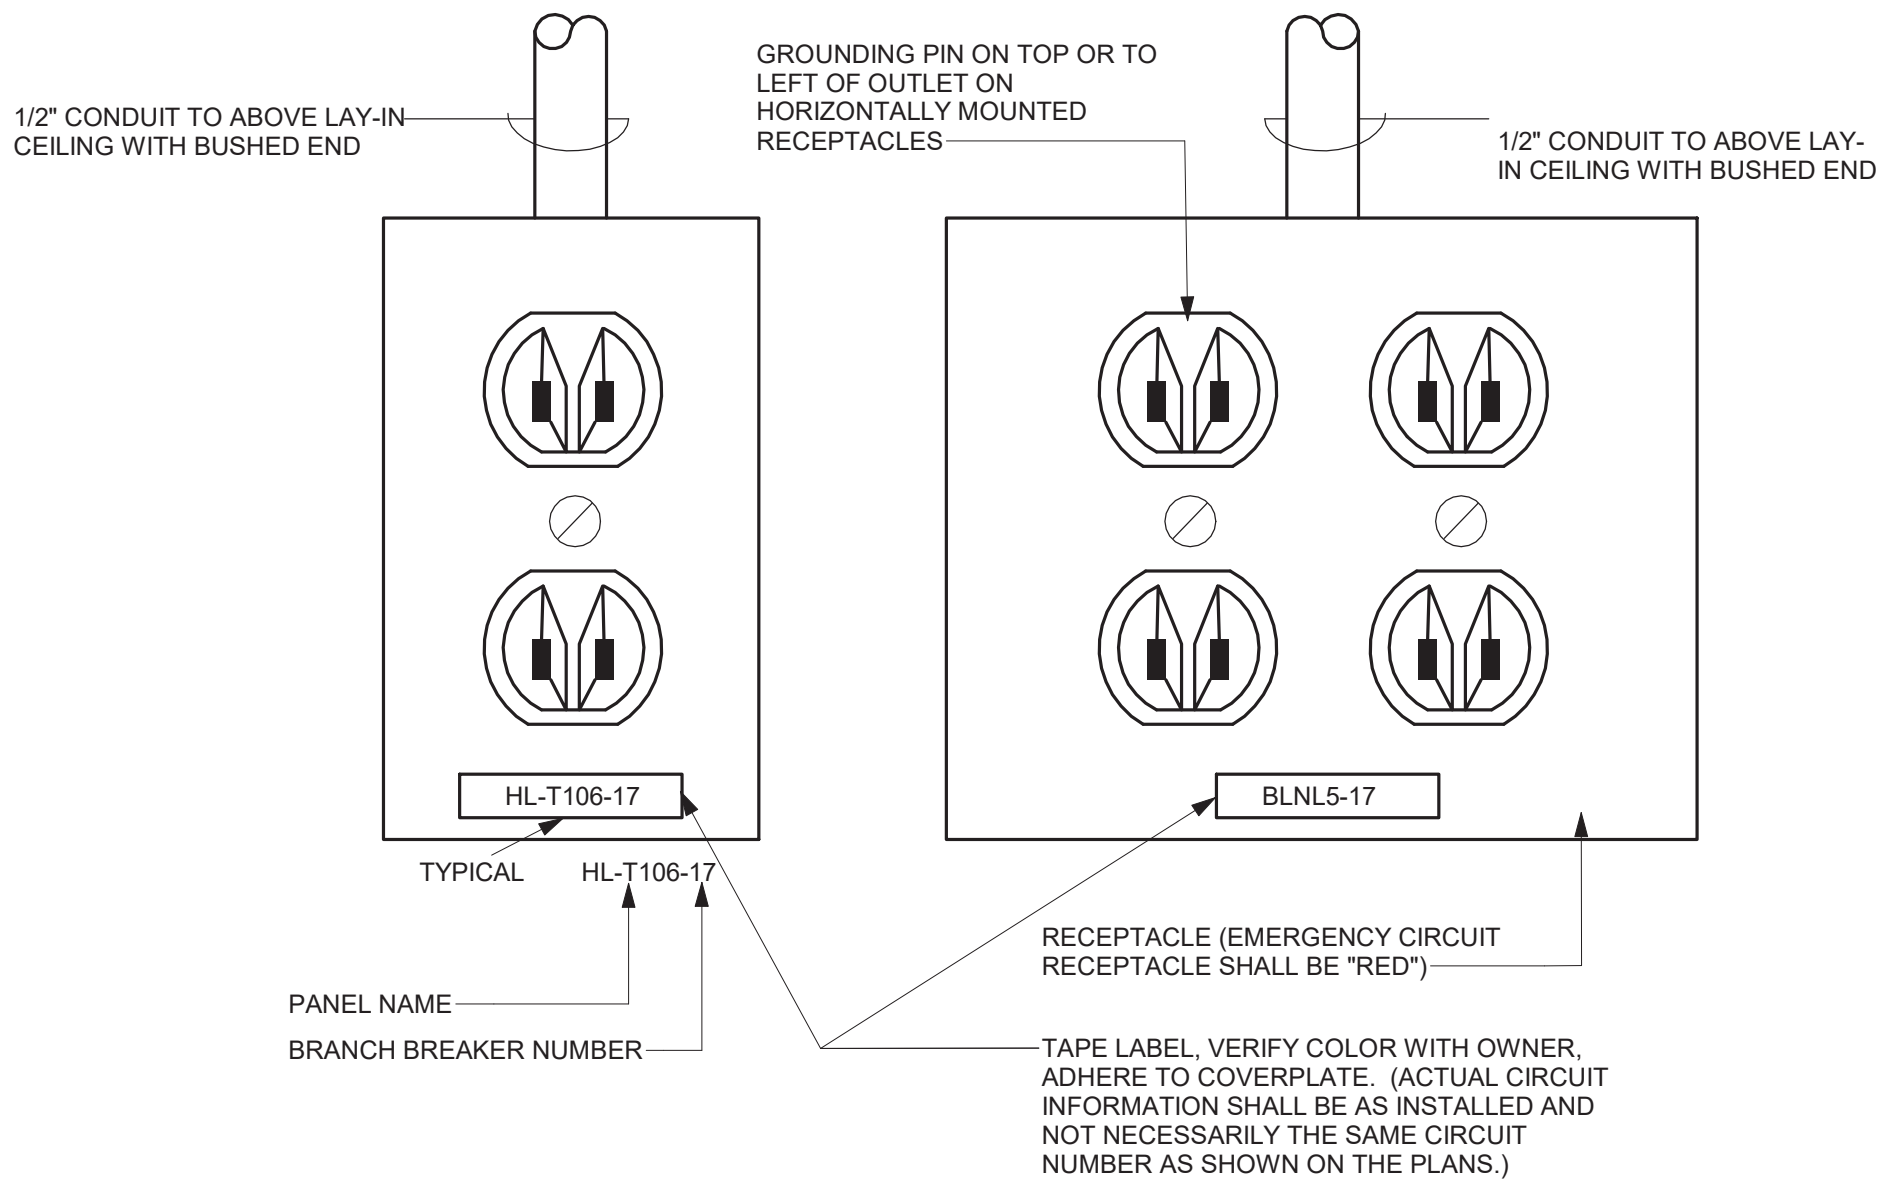 GROUNDING PIN ON TOP OR TO
LEFT OF OUTLET ON
HORIZONTALLY MOUNTED
RECEPTACLES
1/2" CONDUIT TO ABOVE LAY-IN
CEILING WITH BUSHED END
1/2" CONDUIT TO ABOVE LAY-
IN CEILING WITH BUSHED END
HL-T106-17
BLNL5-17
TYPICAL
HL-T106-17
PANEL NAME
BRANCH BREAKER NUMBER
RECEPTACLE (EMERGENCY CIRCUIT
RECEPTACLE SHALL BE "RED")
TAPE LABEL, VERIFY COLOR WITH OWNER,
ADHERE TO COVERPLATE.  (ACTUAL CIRCUIT
INFORMATION SHALL BE AS INSTALLED AND
NOT NECESSARILY THE SAME CIRCUIT
NUMBER AS SHOWN ON THE PLANS.)